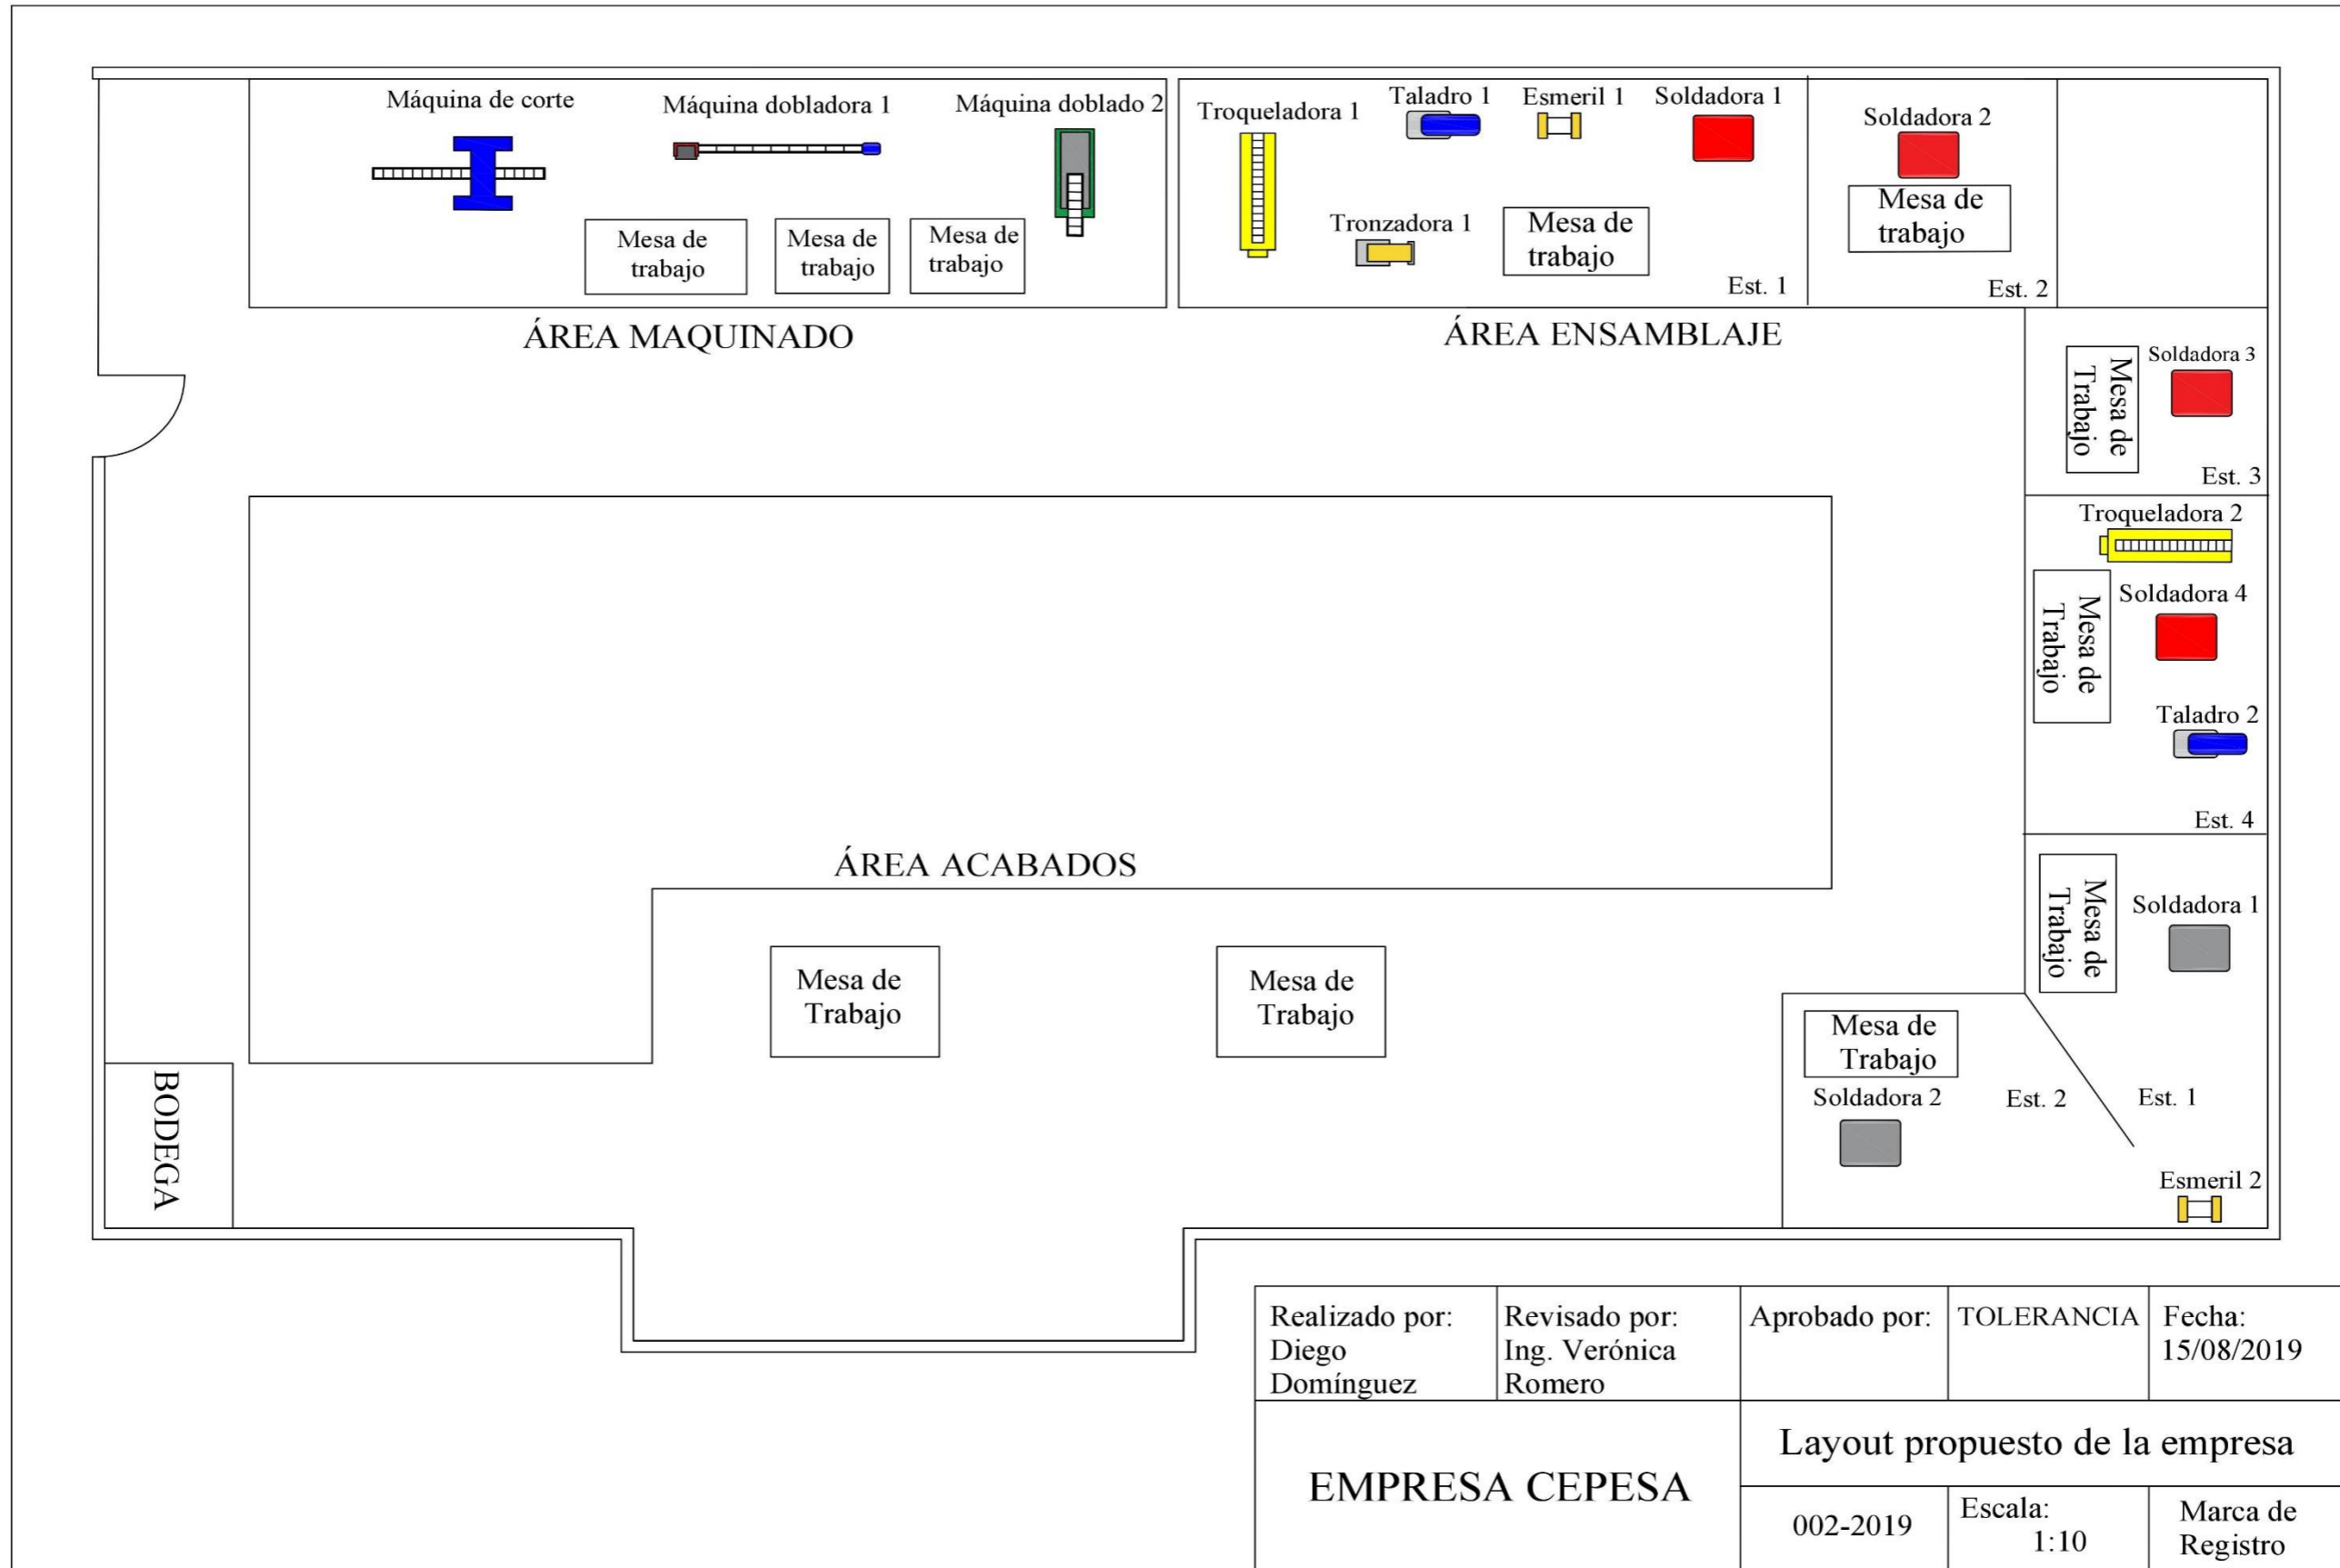 Máquina de corte
Máquina dobladora 1
Máquina doblado 2
Mesa de
trabajo
Mesa de
trabajo
Mesa de
trabajo
ÁREA MAQUINADO
Troqueladora 1
Taladro 1
Esmeril 1
Soldadora 1
Tronzadora 1
Mesa de
trabajo
Est. 1
Soldadora 2
Mesa de
trabajo
Est. 2
ÁREA ENSAMBLAJE
Mesa de
Trabajo
Soldadora 3
Est. 3
Troqueladora 2
Mesa de
Trabajo
Soldadora 4
Taladro 2
Est. 4
Mesa de
Trabajo
Soldadora 1
Est. 1
Mesa de
Trabajo
Soldadora 2
Est. 2
Esmeril 2
ÁREA ACABADOS
Mesa de
Trabajo
Mesa de
Trabajo
BODEGA
Realizado por:
Diego
Domínguez
Revisado por:
Ing. Verónica
Romero
Aprobado por:
TOLERANCIA
Fecha:
15/08/2019
EMPRESA CEPESA
Layout propuesto de la empresa
002-2019
Escala:
1:10
Marca de
Registro